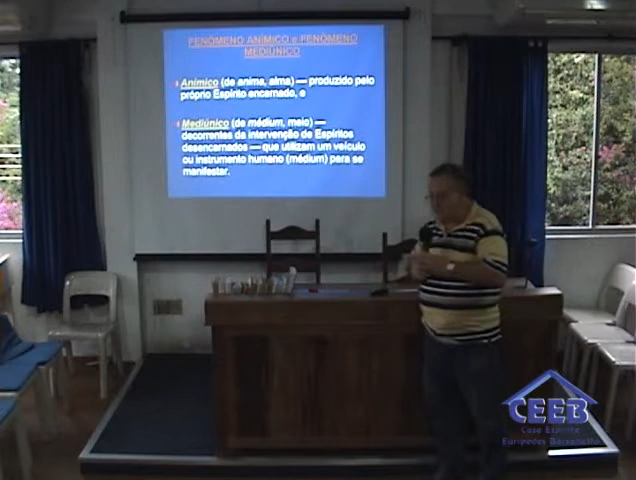 FENÔMENO ANÍMICO e FENÔMENO
MEDIÚNICO
Anímico (de anima, alma) — produzido pelo
próprio Espírito encarnado, e
Mediúnico (de médium, meio) —
decorrentes da intervenção de Espíritos
desencarnados — que utilizam um veículo
ou instrumento humano (médium) para se
manifestar.
CEEB
Casa Espírita
Eurípedes Barsanulfo